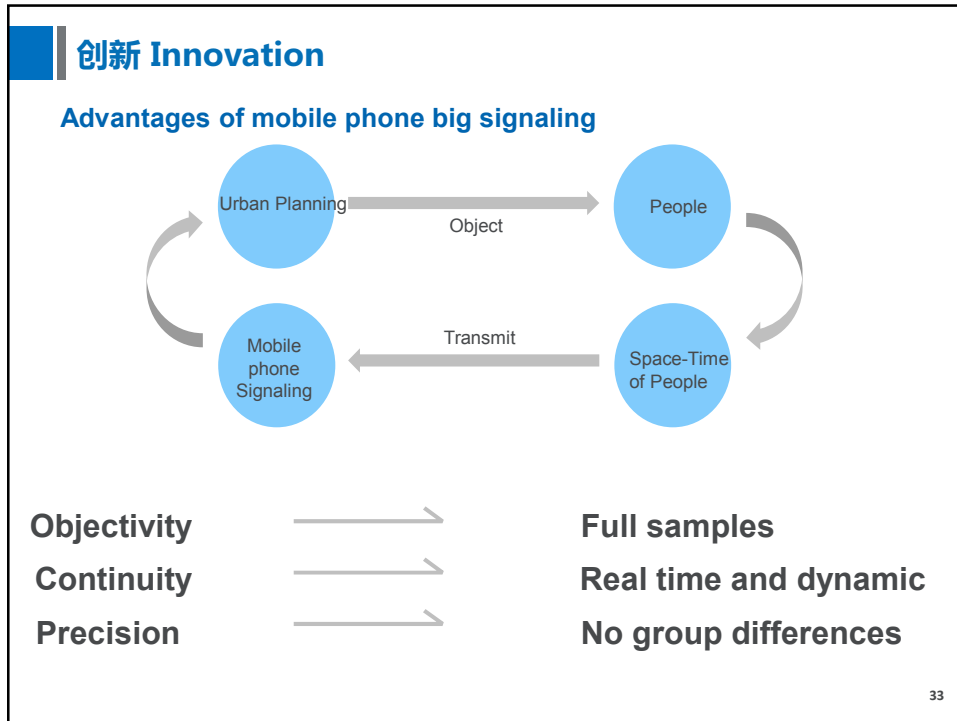 创新 Innovation
Advantages of mobile phone big signaling
Urban Planning
Object
People
Mobile
phone
Signaling
Transmit
Space-Time
of People
Objectivity
Full samples
Continuity
Real time and dynamic
Precision
No group differences
33